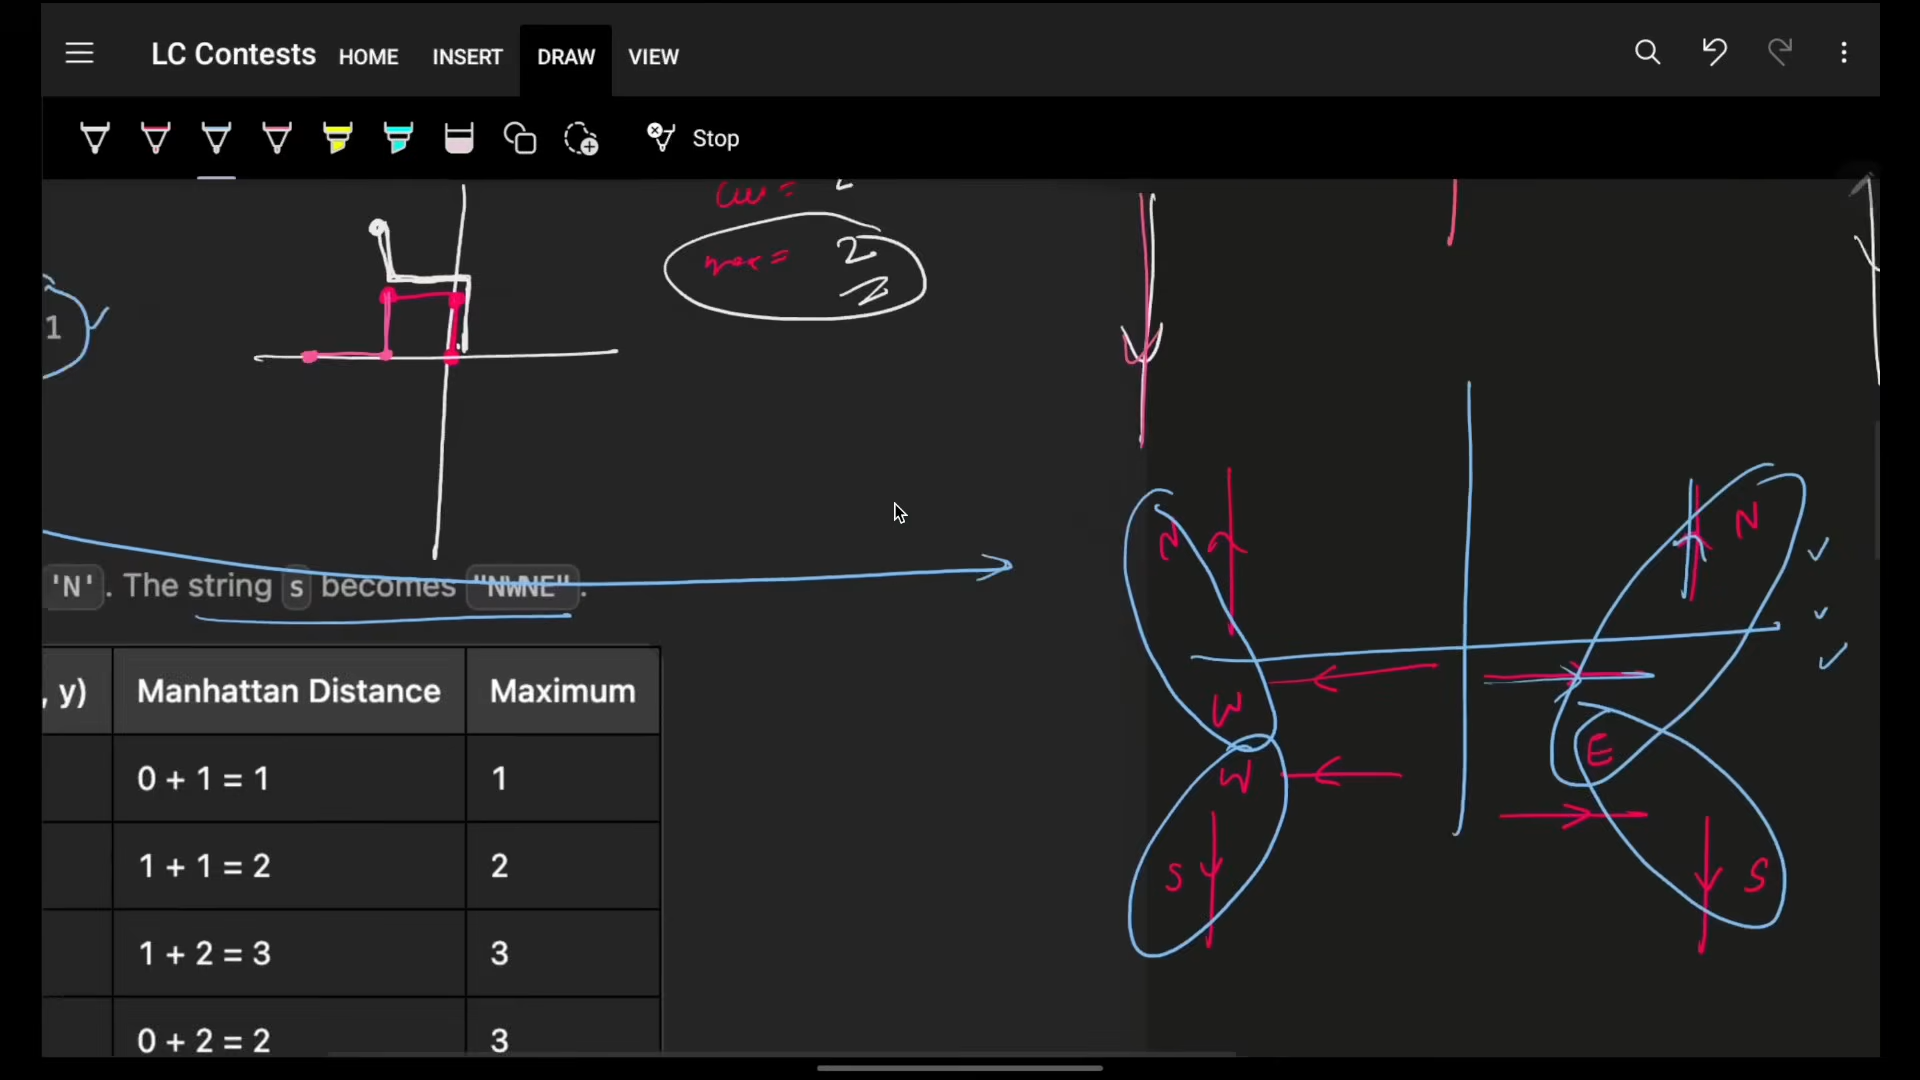 LC Contests HOME INSERT DRAW VIEW
Stop
max = 2
1
N N
'N'. The string s becomes "NWNE".
W E
W
S S
, y) Manhattan Distance Maximum
0 + 1 = 1 1
1 + 1 = 2 2
1 + 2 = 3 3
0 + 2 = 2 3